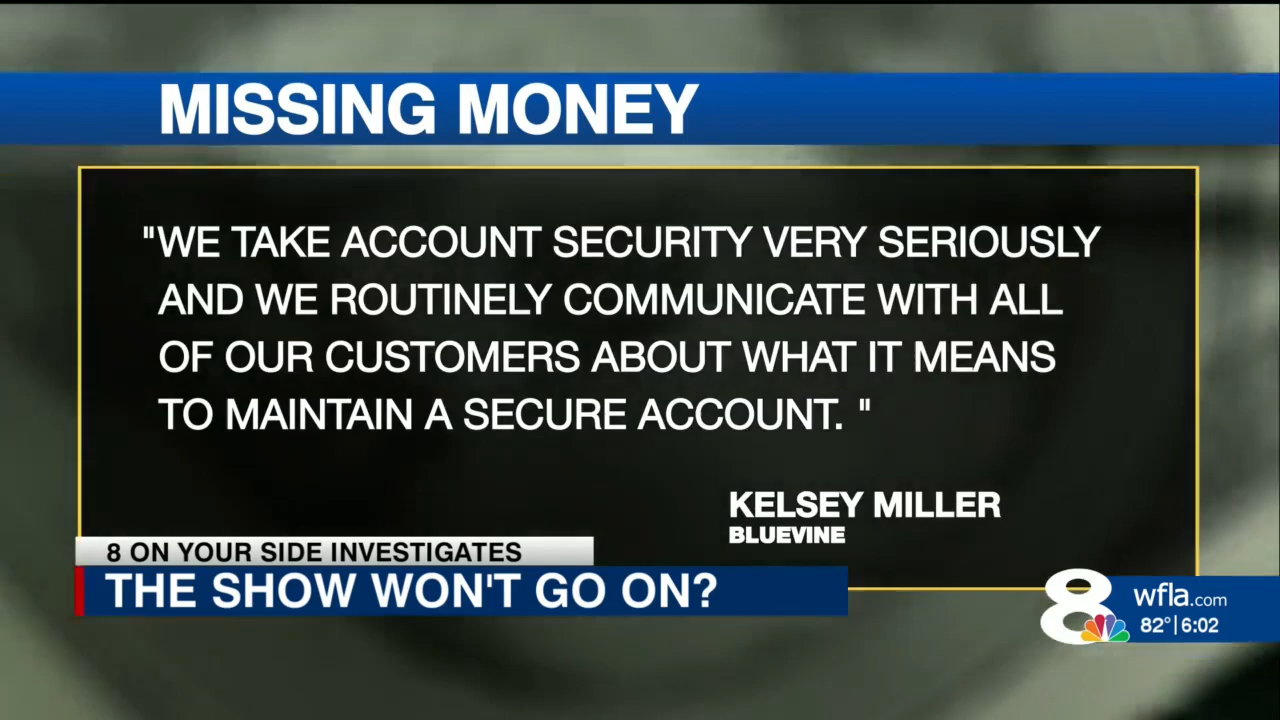 MISSING MONEY
"WE TAKE ACCOUNT SECURITY VERY SERIOUSLY
AND WE ROUTINELY COMMUNICATE WITH ALL
OF OUR CUSTOMERS ABOUT WHAT IT MEANS
TO MAINTAIN A SECURE ACCOUNT. "
KELSEY MILLER
BLUEVINE
8 ON YOUR SIDE INVESTIGATES
THE SHOW WON'T GO ON?
8
wfla.com
82°|6:02